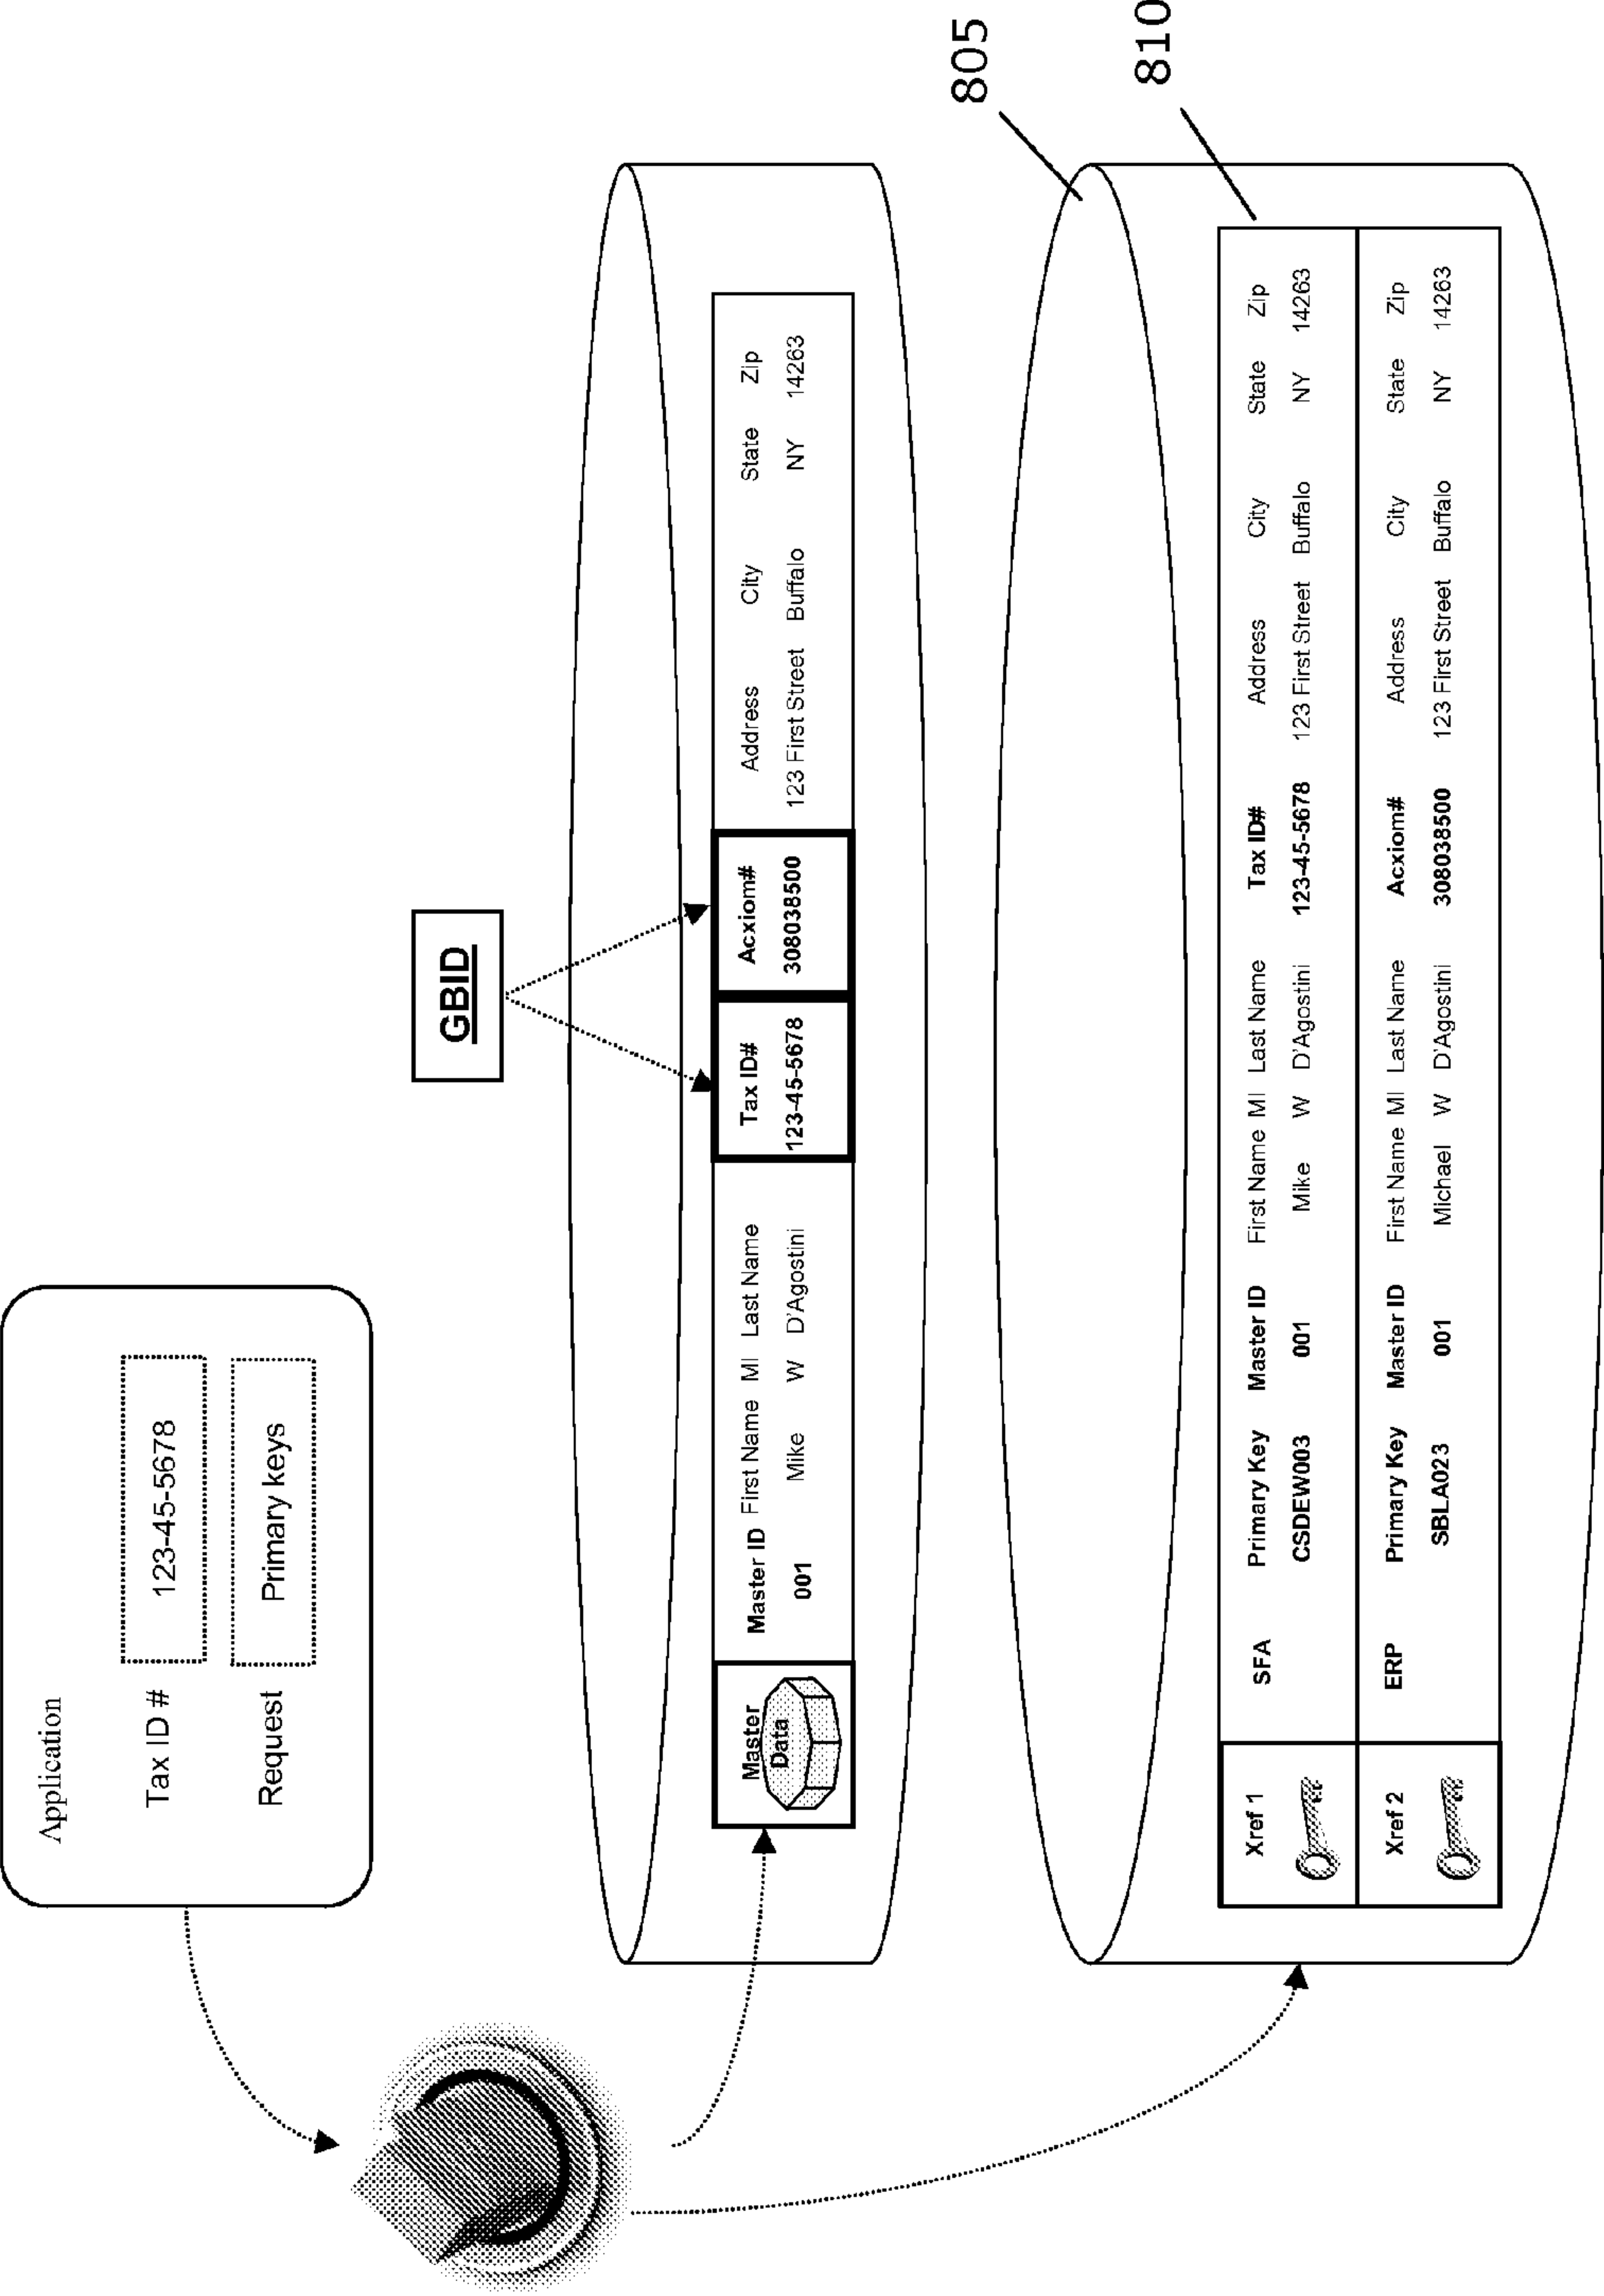 Application
Tax ID # 123-45-5678
Request Primary keys
GBID
Master Data
Master ID First Name MI Last Name Tax ID# Acxiom# Address City State Zip
001 Mike W D'Agostini 123-45-5678 308038500 123 First Street Buffalo NY 14263
805
810
Xref 1
SFA Primary Key Master ID First Name MI Last Name Tax ID# Address City State Zip
CSDEW003 001 Mike W D'Agostini 123-45-5678 123 First Street Buffalo NY 14263
Xref 2
ERP Primary Key Master ID First Name MI Last Name Acxiom# Address City State Zip
SBLA023 001 Michael W D'Agostini 308038500 123 First Street Buffalo NY 14263